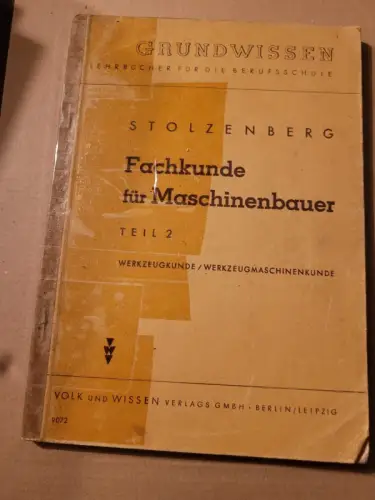 GRUNDWISSEN
LEHRBÜCHER FÜR DIE BERUFSSCHULE
STOLZENBERG
Fachkunde
für Maschinenbauer
TEIL 2
WERKZEUGKUNDE/WERKZEUGMASCHINENKUNDE
VOLK UND WISSEN VERLAGS GMBH - BERLIN/LEIPZIG
9072